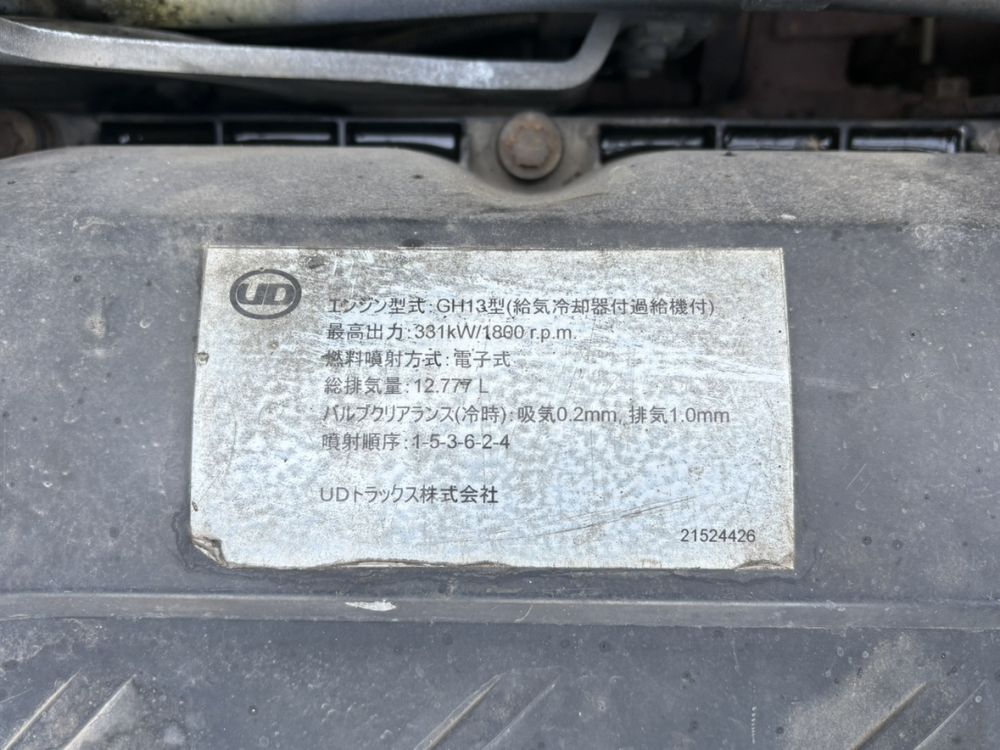 UD
エンジン型式:GH13型(給気冷却器付過給機付)
最高出力:331kW/1800 r.p.m.
燃料噴射方式:電子式
総排気量:12.777 L
バルブクリアランス(冷時):吸気0.2mm, 排気1.0mm
噴射順序:1-5-3-6-2-4
UDトラックス株式会社
21524426